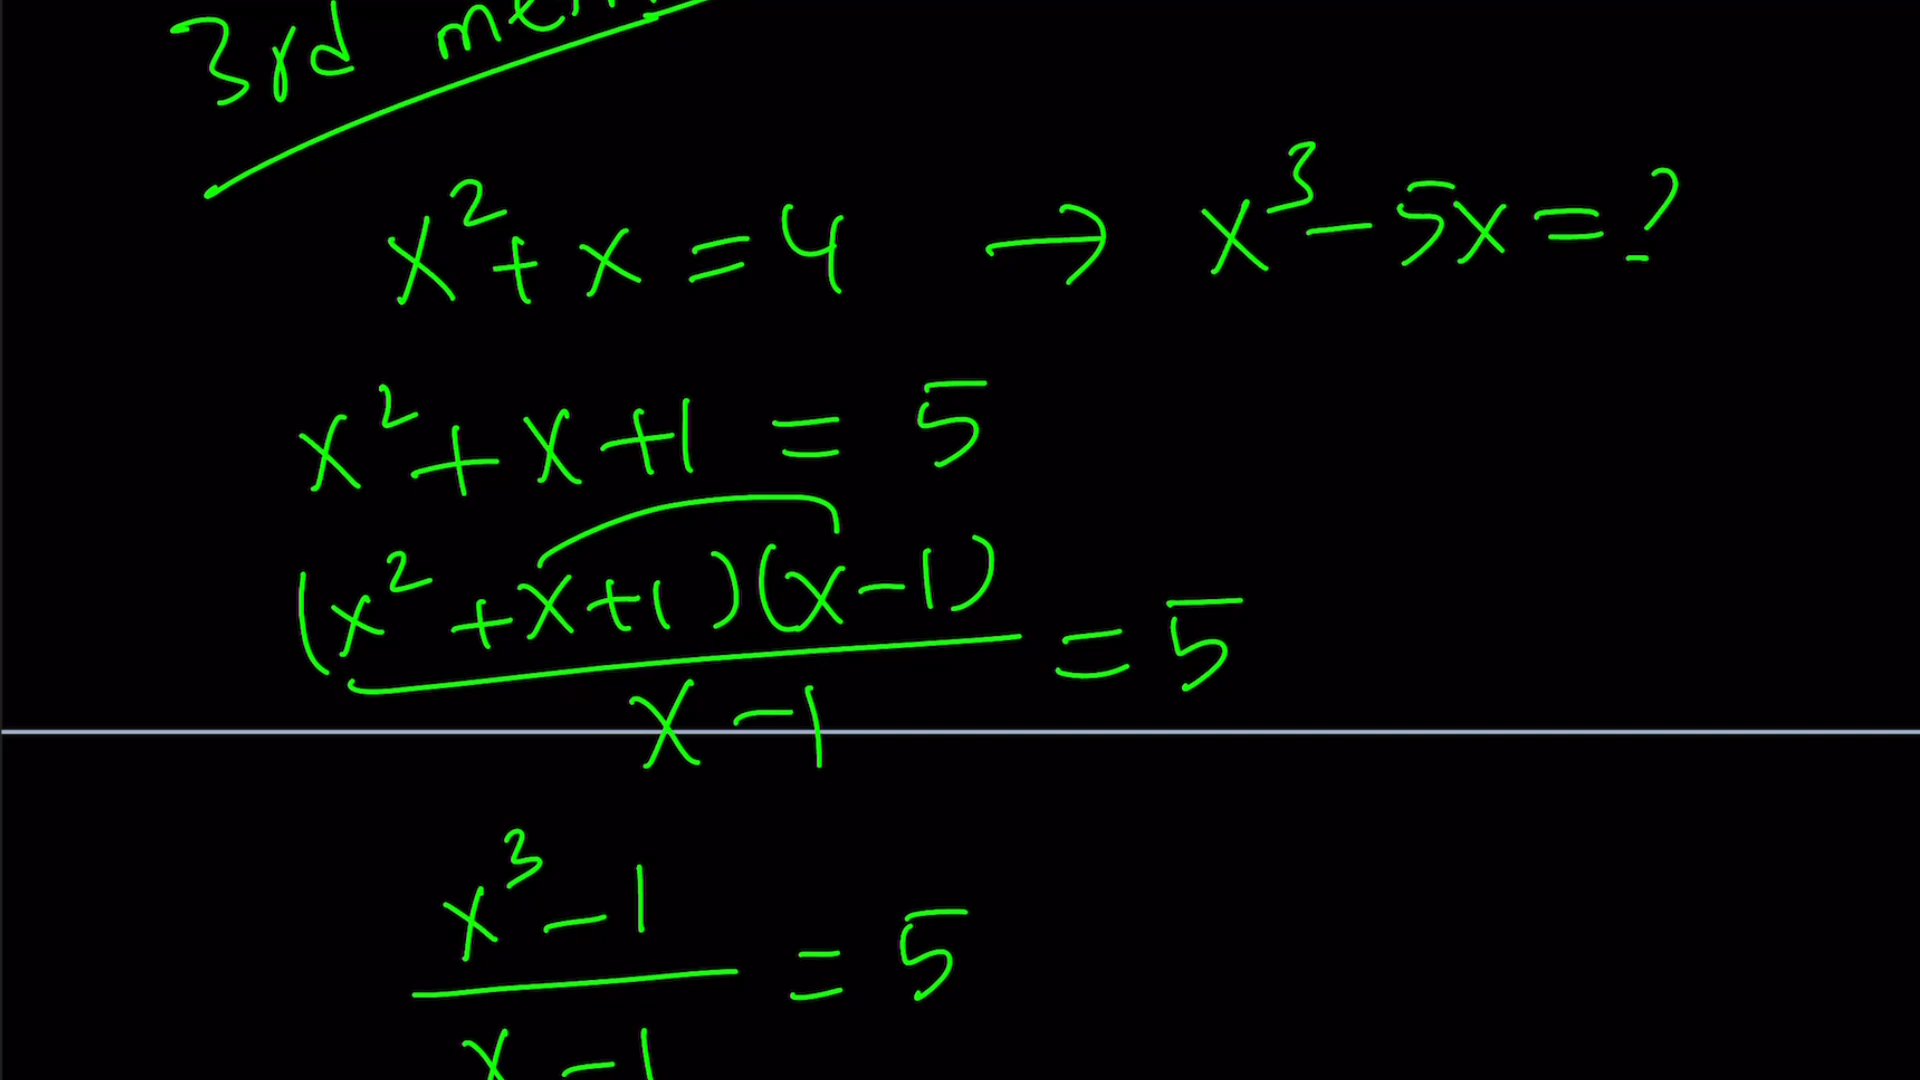 3rd
x² + x = 4 → x³ - 5x = ?
x² + x + 1 = 5
(x² + x + 1)(x - 1)
= 5
x - 1
x³ - 1
= 5
x - 1